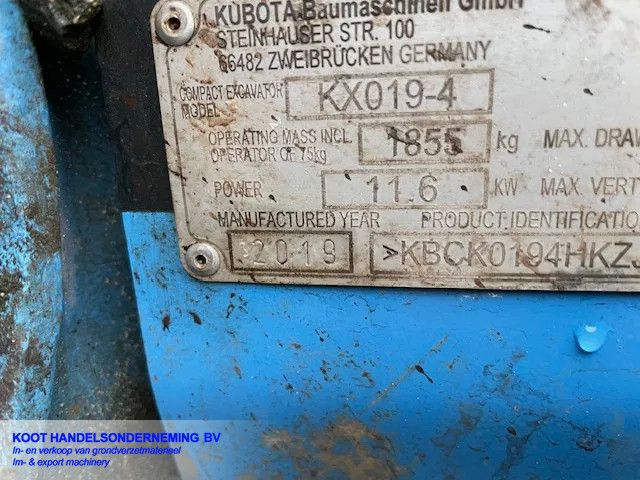 KUBOTA-Baumaschinen GmbH
STEINHAUSER STR. 100
66482 ZWEIBRÜCKEN GERMANY
COMPACT EXCAVATOR
MODEL
KX019-4
OPERATING MASS INCL.
OPERATOR OF 75kg
1855 kg MAX. DRAW
POWER 11.6 KW MAX. VERT
MANUFACTURED YEAR PRODUCT IDENTIFICATIO
2019 >KBCK0194HKZJ
KOOT HANDELSONDERNEMING BV
In- en verkoop van grondverzetmaterieel
Im- & export machinery